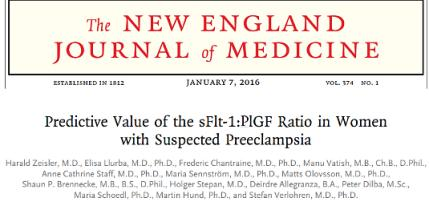 The NEW ENGLAND
JOURNAL of MEDICINE
ESTABLISHED IN 1812 JANUARY 7, 2016 VOL. 374 NO. 1
Predictive Value of the sFlt-1:PlGF Ratio in Women
with Suspected Preeclampsia
Harald Zeisler, M.D., Elisa Llurba, M.D., Ph.D., Frederic Chantraine, M.D., Ph.D., Manu Vatish, M.B., Ch.B., D.Phil.,
Anne Cathrine Staff, M.D., Ph.D., Maria Sennström, M.D., Ph.D., Matts Olovsson, M.D., Ph.D.,
Shaun P. Brennecke, M.B., B.S., D.Phil., Holger Stepan, M.D., Deirdre Allegranza, B.A., Peter Dilba, M.Sc.,
Maria Schoedl, Ph.D., Martin Hund, Ph.D., and Stefan Verlohren, M.D., Ph.D.